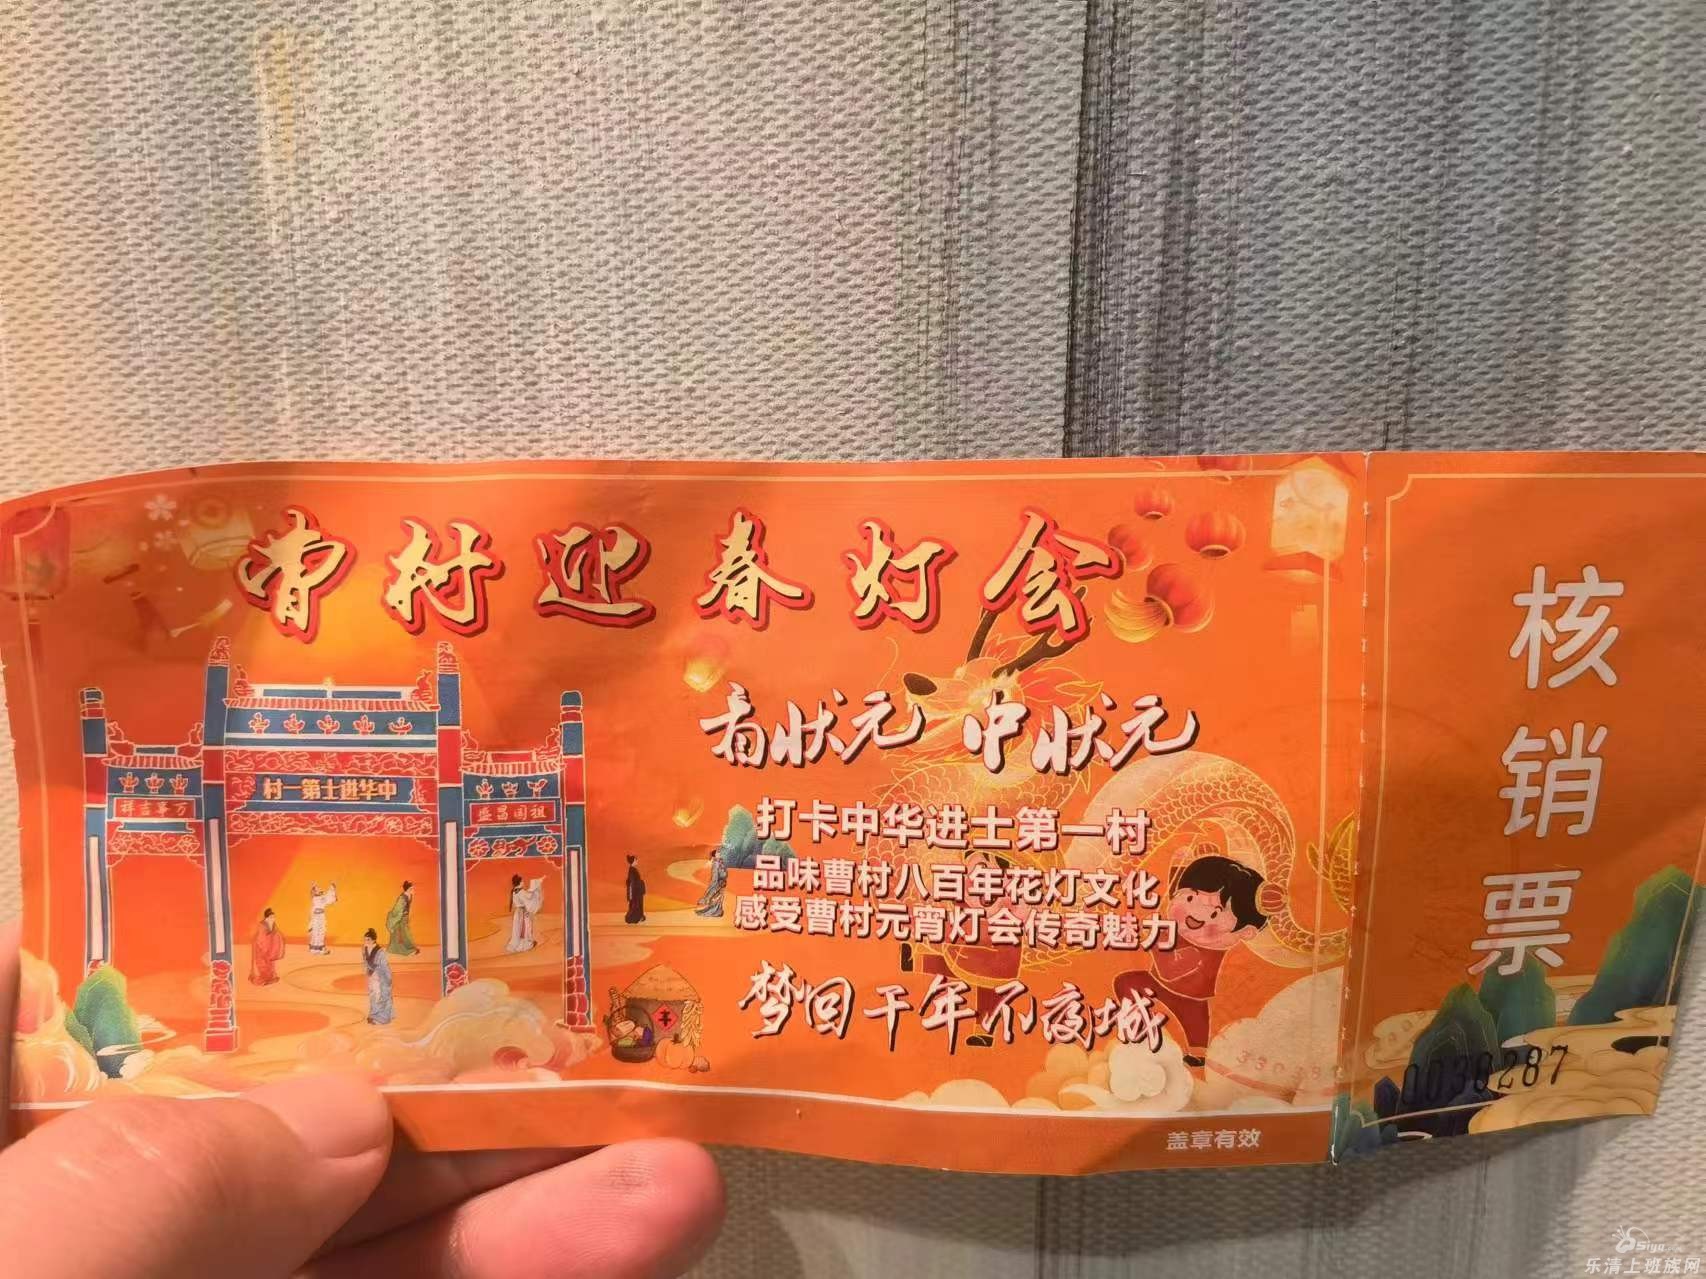 曹村迎春灯会
看状元 中状元
打卡中华进士第一村
品味曹村八百年花灯文化
感受曹村元宵灯会传奇魅力
梦回千年不夜城
村一第士进华中
祥吉事万
盛昌国祖
丰
盖章有效
核销票
0030287
乐清上班族网